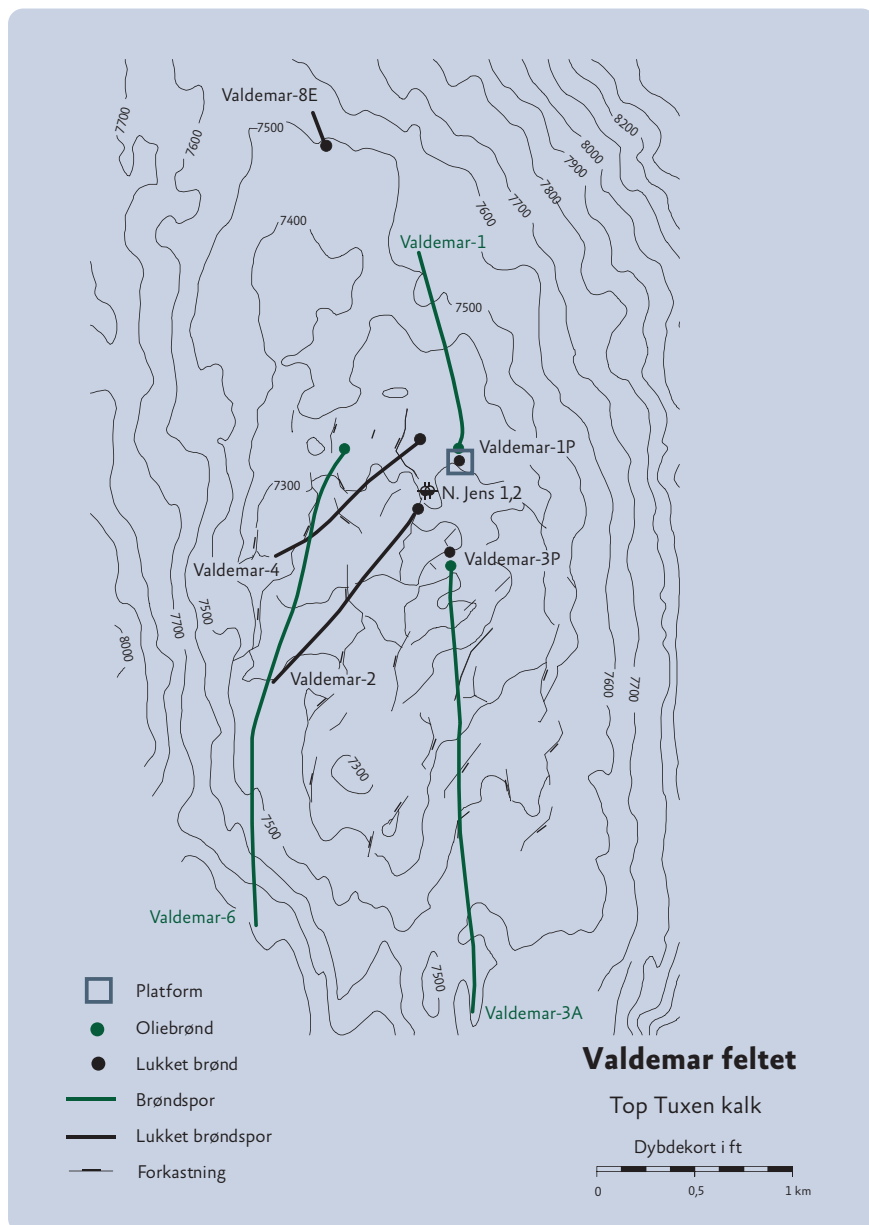 Valdemar-8E
7700
7600
7500
8200
8000
7900
7800
7700
7600
7400
Valdemar-1
7500
Valdemar-1P
7300
N. Jens 1,2
Valdemar-4
Valdemar-3P
7500
7700
8000
Valdemar-2
7600
7700
7300
7500
Valdemar-6
7500
Valdemar-3A
Platform
Oliebrønd
Lukket brønd
Brøndspor
Lukket brøndspor
Forkastning
Valdemar feltet
Top Tuxen kalk
Dybdekort i ft
0 0,5 1 km